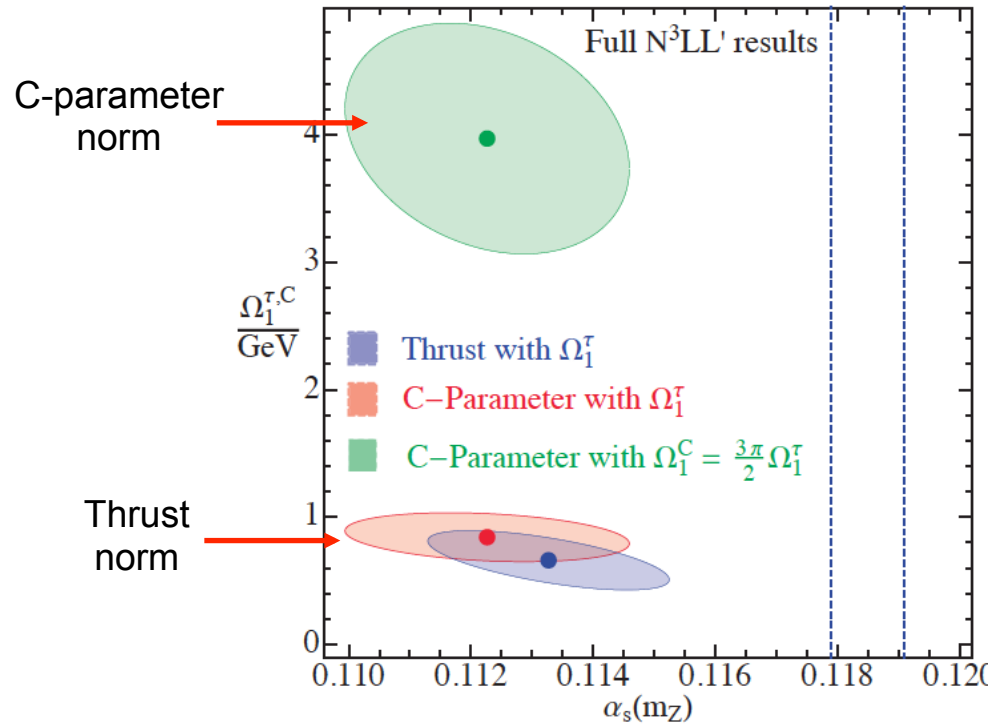 Full N³LL' results
C-parameter
norm
4
3
Ω₁^{τ,C}
GeV
Thrust with Ω₁^τ
2
C−Parameter with Ω₁^τ
C−Parameter with Ω₁^C = 3π/2 Ω₁^τ
1
Thrust
norm
0
0.110 0.112 0.114 0.116 0.118 0.120
αₛ(m_Z)